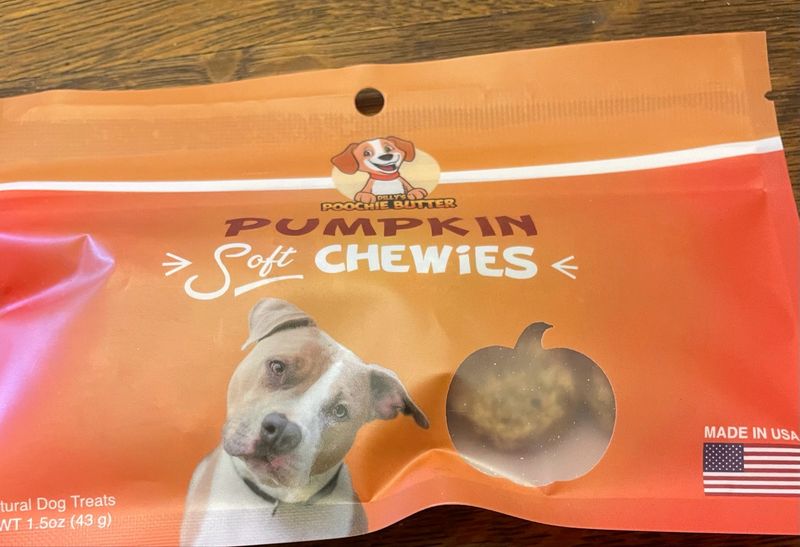 DILLY'S
POOCHIE BUTTER
PUMPKIN
Soft CHEWiES
MADE IN USA
tural Dog Treats
WT 1.5oz (43 g)